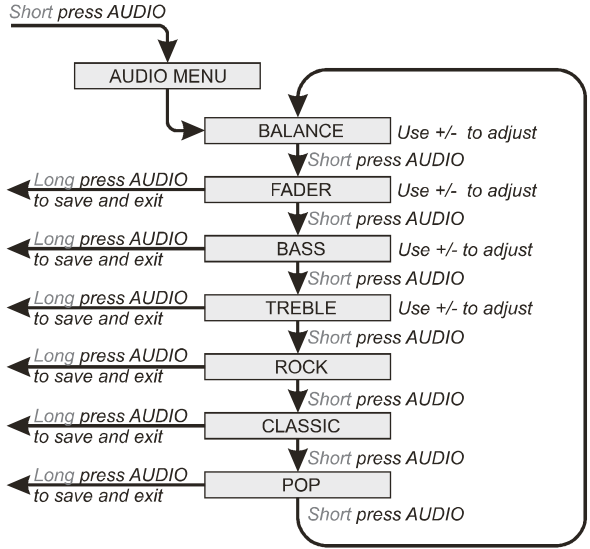 Short press AUDIO
AUDIO MENU
BALANCE Use +/- to adjust
Short press AUDIO
Long press AUDIO
to save and exit
FADER Use +/- to adjust
Short press AUDIO
Long press AUDIO
to save and exit
BASS Use +/- to adjust
Short press AUDIO
Long press AUDIO
to save and exit
TREBLE Use +/- to adjust
Short press AUDIO
Long press AUDIO
to save and exit
ROCK
Short press AUDIO
Long press AUDIO
to save and exit
CLASSIC
Short press AUDIO
Long press AUDIO
to save and exit
POP
Short press AUDIO